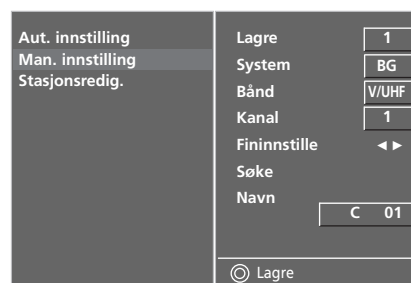 Aut. innstilling
Man. innstilling
Stasjonsredig.
Lagre 1
System BG
Bånd V/UHF
Kanal 1
Fininnstille ◄ ►
Søke
Navn
C 01
Lagre